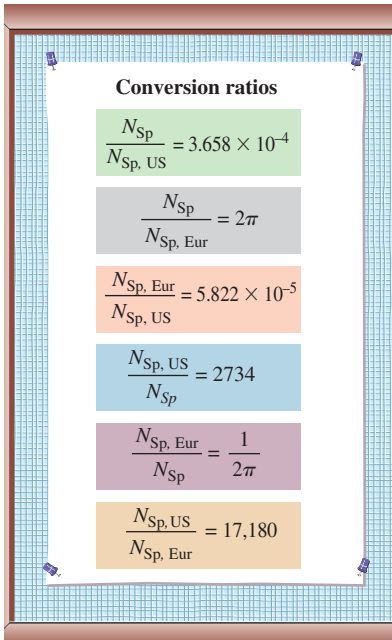 Conversion ratios
N_Sp / N_Sp, US = 3.658 × 10^–4
N_Sp / N_Sp, Eur = 2π
N_Sp, Eur / N_Sp, US = 5.822 × 10^–5
N_Sp, US / N_Sp = 2734
N_Sp, Eur / N_Sp = 1 / 2π
N_Sp, US / N_Sp, Eur = 17,180